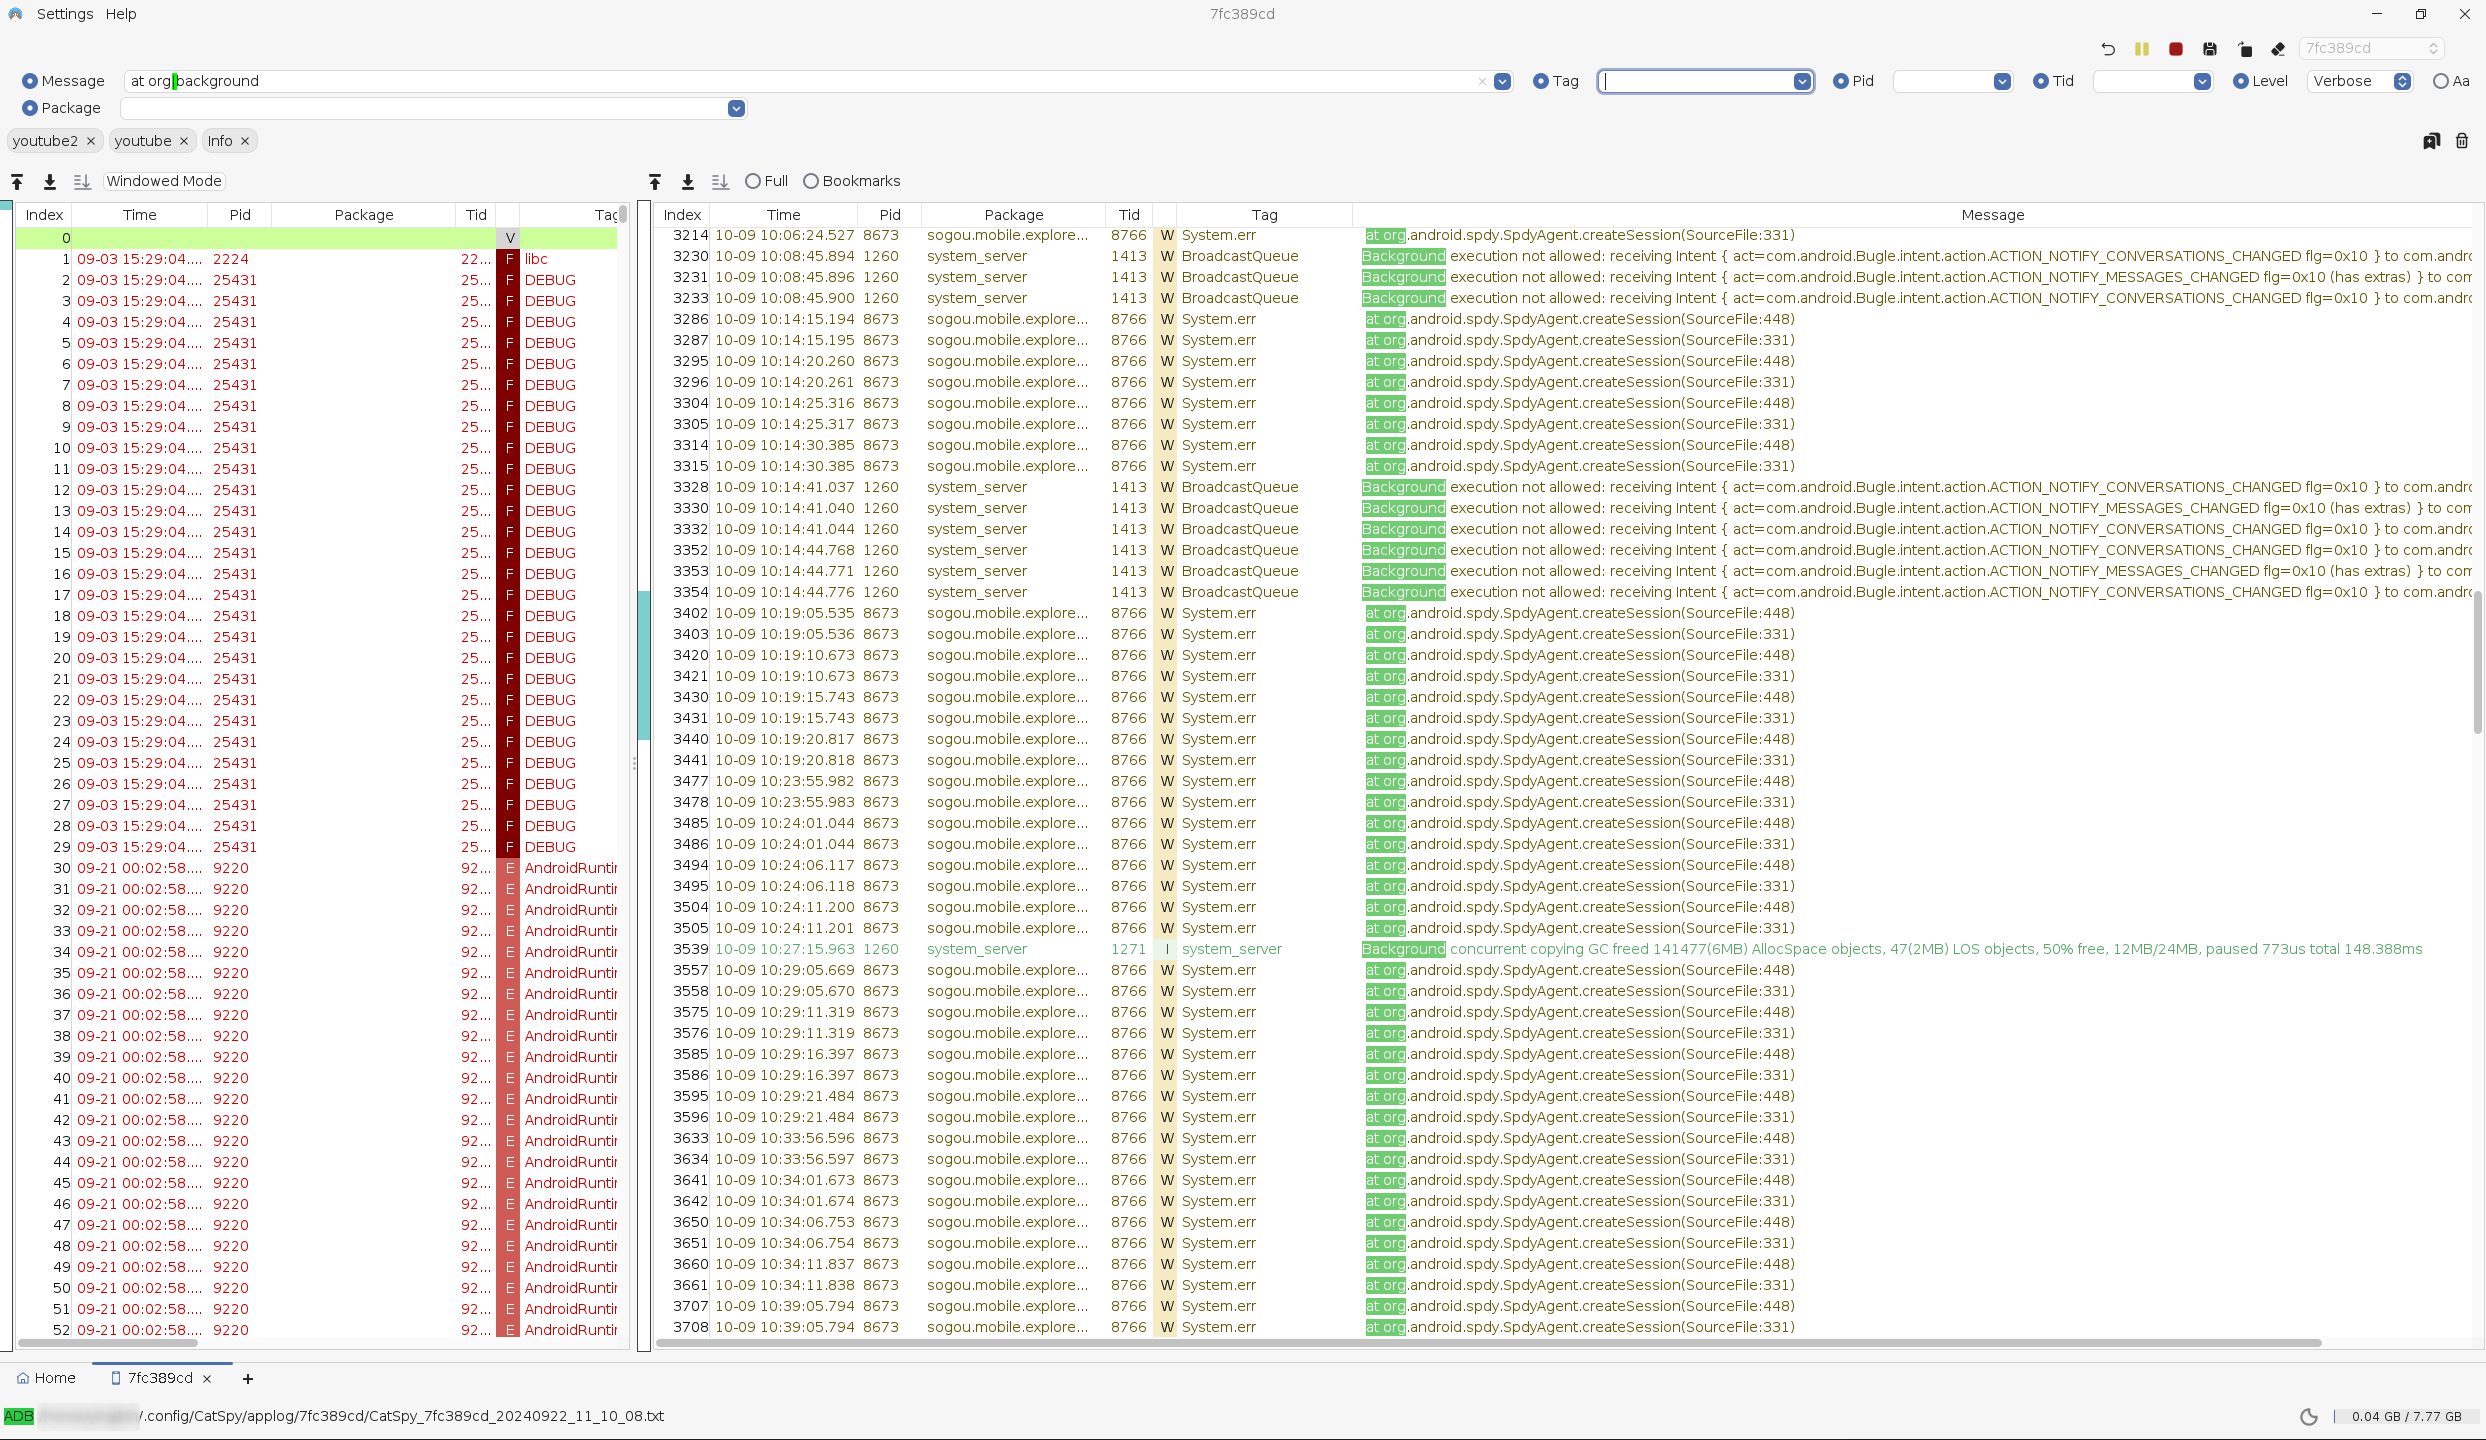 Settings Help
7fc389cd
7fc389cd
Message at org|background Tag Pid Tid Level Verbose Aa
Package
youtube2 × youtube × Info ×
Windowed Mode
Full Bookmarks
Index Time Pid Package Tid Tag
0 V
1 09-03 15:29:04.... 2224 22... F libc
2 09-03 15:29:04.... 25431 25... F DEBUG
3 09-03 15:29:04.... 25431 25... F DEBUG
4 09-03 15:29:04.... 25431 25... F DEBUG
5 09-03 15:29:04.... 25431 25... F DEBUG
6 09-03 15:29:04.... 25431 25... F DEBUG
7 09-03 15:29:04.... 25431 25... F DEBUG
8 09-03 15:29:04.... 25431 25... F DEBUG
9 09-03 15:29:04.... 25431 25... F DEBUG
10 09-03 15:29:04.... 25431 25... F DEBUG
11 09-03 15:29:04.... 25431 25... F DEBUG
12 09-03 15:29:04.... 25431 25... F DEBUG
13 09-03 15:29:04.... 25431 25... F DEBUG
14 09-03 15:29:04.... 25431 25... F DEBUG
15 09-03 15:29:04.... 25431 25... F DEBUG
16 09-03 15:29:04.... 25431 25... F DEBUG
17 09-03 15:29:04.... 25431 25... F DEBUG
18 09-03 15:29:04.... 25431 25... F DEBUG
19 09-03 15:29:04.... 25431 25... F DEBUG
20 09-03 15:29:04.... 25431 25... F DEBUG
21 09-03 15:29:04.... 25431 25... F DEBUG
22 09-03 15:29:04.... 25431 25... F DEBUG
23 09-03 15:29:04.... 25431 25... F DEBUG
24 09-03 15:29:04.... 25431 25... F DEBUG
25 09-03 15:29:04.... 25431 25... F DEBUG
26 09-03 15:29:04.... 25431 25... F DEBUG
27 09-03 15:29:04.... 25431 25... F DEBUG
28 09-03 15:29:04.... 25431 25... F DEBUG
29 09-03 15:29:04.... 25431 25... F DEBUG
30 09-21 00:02:58.... 9220 92... E AndroidRuntir
31 09-21 00:02:58.... 9220 92... E AndroidRuntir
32 09-21 00:02:58.... 9220 92... E AndroidRuntir
33 09-21 00:02:58.... 9220 92... E AndroidRuntir
34 09-21 00:02:58.... 9220 92... E AndroidRuntir
35 09-21 00:02:58.... 9220 92... E AndroidRuntir
36 09-21 00:02:58.... 9220 92... E AndroidRuntir
37 09-21 00:02:58.... 9220 92... E AndroidRuntir
38 09-21 00:02:58.... 9220 92... E AndroidRuntir
39 09-21 00:02:58.... 9220 92... E AndroidRuntir
40 09-21 00:02:58.... 9220 92... E AndroidRuntir
41 09-21 00:02:58.... 9220 92... E AndroidRuntir
42 09-21 00:02:58.... 9220 92... E AndroidRuntir
43 09-21 00:02:58.... 9220 92... E AndroidRuntir
44 09-21 00:02:58.... 9220 92... E AndroidRuntir
45 09-21 00:02:58.... 9220 92... E AndroidRuntir
46 09-21 00:02:58.... 9220 92... E AndroidRuntir
47 09-21 00:02:58.... 9220 92... E AndroidRuntir
48 09-21 00:02:58.... 9220 92... E AndroidRuntir
49 09-21 00:02:58.... 9220 92... E AndroidRuntir
50 09-21 00:02:58.... 9220 92... E AndroidRuntir
51 09-21 00:02:58.... 9220 92... E AndroidRuntir
52 09-21 00:02:58.... 9220 92... E AndroidRuntir
Index Time Pid Package Tid Tag Message
3214 10-09 10:06:24.527 8673 sogou.mobile.explore... 8766 W System.err at org.android.spdy.SpdyAgent.createSession(SourceFile:331)
3230 10-09 10:08:45.894 1260 system_server 1413 W BroadcastQueue Background execution not allowed: receiving Intent { act=com.android.Bugle.intent.action.ACTION_NOTIFY_CONVERSATIONS_CHANGED flg=0x10 } to com.andro
3231 10-09 10:08:45.896 1260 system_server 1413 W BroadcastQueue Background execution not allowed: receiving Intent { act=com.android.Bugle.intent.action.ACTION_NOTIFY_MESSAGES_CHANGED flg=0x10 (has extras) } to com
3233 10-09 10:08:45.900 1260 system_server 1413 W BroadcastQueue Background execution not allowed: receiving Intent { act=com.android.Bugle.intent.action.ACTION_NOTIFY_CONVERSATIONS_CHANGED flg=0x10 } to com.andro
3286 10-09 10:14:15.194 8673 sogou.mobile.explore... 8766 W System.err at org.android.spdy.SpdyAgent.createSession(SourceFile:448)
3287 10-09 10:14:15.195 8673 sogou.mobile.explore... 8766 W System.err at org.android.spdy.SpdyAgent.createSession(SourceFile:331)
3295 10-09 10:14:20.260 8673 sogou.mobile.explore... 8766 W System.err at org.android.spdy.SpdyAgent.createSession(SourceFile:448)
3296 10-09 10:14:20.261 8673 sogou.mobile.explore... 8766 W System.err at org.android.spdy.SpdyAgent.createSession(SourceFile:331)
3304 10-09 10:14:25.316 8673 sogou.mobile.explore... 8766 W System.err at org.android.spdy.SpdyAgent.createSession(SourceFile:448)
3305 10-09 10:14:25.317 8673 sogou.mobile.explore... 8766 W System.err at org.android.spdy.SpdyAgent.createSession(SourceFile:331)
3314 10-09 10:14:30.385 8673 sogou.mobile.explore... 8766 W System.err at org.android.spdy.SpdyAgent.createSession(SourceFile:448)
3315 10-09 10:14:30.385 8673 sogou.mobile.explore... 8766 W System.err at org.android.spdy.SpdyAgent.createSession(SourceFile:331)
3328 10-09 10:14:41.037 1260 system_server 1413 W BroadcastQueue Background execution not allowed: receiving Intent { act=com.android.Bugle.intent.action.ACTION_NOTIFY_CONVERSATIONS_CHANGED flg=0x10 } to com.andro
3330 10-09 10:14:41.040 1260 system_server 1413 W BroadcastQueue Background execution not allowed: receiving Intent { act=com.android.Bugle.intent.action.ACTION_NOTIFY_MESSAGES_CHANGED flg=0x10 (has extras) } to com
3332 10-09 10:14:41.044 1260 system_server 1413 W BroadcastQueue Background execution not allowed: receiving Intent { act=com.android.Bugle.intent.action.ACTION_NOTIFY_CONVERSATIONS_CHANGED flg=0x10 } to com.andro
3352 10-09 10:14:44.768 1260 system_server 1413 W BroadcastQueue Background execution not allowed: receiving Intent { act=com.android.Bugle.intent.action.ACTION_NOTIFY_CONVERSATIONS_CHANGED flg=0x10 } to com.andro
3353 10-09 10:14:44.771 1260 system_server 1413 W BroadcastQueue Background execution not allowed: receiving Intent { act=com.android.Bugle.intent.action.ACTION_NOTIFY_MESSAGES_CHANGED flg=0x10 (has extras) } to com
3354 10-09 10:14:44.776 1260 system_server 1413 W BroadcastQueue Background execution not allowed: receiving Intent { act=com.android.Bugle.intent.action.ACTION_NOTIFY_CONVERSATIONS_CHANGED flg=0x10 } to com.andro
3402 10-09 10:19:05.535 8673 sogou.mobile.explore... 8766 W System.err at org.android.spdy.SpdyAgent.createSession(SourceFile:448)
3403 10-09 10:19:05.536 8673 sogou.mobile.explore... 8766 W System.err at org.android.spdy.SpdyAgent.createSession(SourceFile:331)
3420 10-09 10:19:10.673 8673 sogou.mobile.explore... 8766 W System.err at org.android.spdy.SpdyAgent.createSession(SourceFile:448)
3421 10-09 10:19:10.673 8673 sogou.mobile.explore... 8766 W System.err at org.android.spdy.SpdyAgent.createSession(SourceFile:331)
3430 10-09 10:19:15.743 8673 sogou.mobile.explore... 8766 W System.err at org.android.spdy.SpdyAgent.createSession(SourceFile:448)
3431 10-09 10:19:15.743 8673 sogou.mobile.explore... 8766 W System.err at org.android.spdy.SpdyAgent.createSession(SourceFile:331)
3440 10-09 10:19:20.817 8673 sogou.mobile.explore... 8766 W System.err at org.android.spdy.SpdyAgent.createSession(SourceFile:448)
3441 10-09 10:19:20.818 8673 sogou.mobile.explore... 8766 W System.err at org.android.spdy.SpdyAgent.createSession(SourceFile:331)
3477 10-09 10:23:55.982 8673 sogou.mobile.explore... 8766 W System.err at org.android.spdy.SpdyAgent.createSession(SourceFile:448)
3478 10-09 10:23:55.983 8673 sogou.mobile.explore... 8766 W System.err at org.android.spdy.SpdyAgent.createSession(SourceFile:331)
3485 10-09 10:24:01.044 8673 sogou.mobile.explore... 8766 W System.err at org.android.spdy.SpdyAgent.createSession(SourceFile:448)
3486 10-09 10:24:01.044 8673 sogou.mobile.explore... 8766 W System.err at org.android.spdy.SpdyAgent.createSession(SourceFile:331)
3494 10-09 10:24:06.117 8673 sogou.mobile.explore... 8766 W System.err at org.android.spdy.SpdyAgent.createSession(SourceFile:448)
3495 10-09 10:24:06.118 8673 sogou.mobile.explore... 8766 W System.err at org.android.spdy.SpdyAgent.createSession(SourceFile:331)
3504 10-09 10:24:11.200 8673 sogou.mobile.explore... 8766 W System.err at org.android.spdy.SpdyAgent.createSession(SourceFile:448)
3505 10-09 10:24:11.201 8673 sogou.mobile.explore... 8766 W System.err at org.android.spdy.SpdyAgent.createSession(SourceFile:331)
3539 10-09 10:27:15.963 1260 system_server 1271 I system_server Background concurrent copying GC freed 141477(6MB) AllocSpace objects, 47(2MB) LOS objects, 50% free, 12MB/24MB, paused 773us total 148.388ms
3557 10-09 10:29:05.669 8673 sogou.mobile.explore... 8766 W System.err at org.android.spdy.SpdyAgent.createSession(SourceFile:448)
3558 10-09 10:29:05.670 8673 sogou.mobile.explore... 8766 W System.err at org.android.spdy.SpdyAgent.createSession(SourceFile:331)
3575 10-09 10:29:11.319 8673 sogou.mobile.explore... 8766 W System.err at org.android.spdy.SpdyAgent.createSession(SourceFile:448)
3576 10-09 10:29:11.319 8673 sogou.mobile.explore... 8766 W System.err at org.android.spdy.SpdyAgent.createSession(SourceFile:331)
3585 10-09 10:29:16.397 8673 sogou.mobile.explore... 8766 W System.err at org.android.spdy.SpdyAgent.createSession(SourceFile:448)
3586 10-09 10:29:16.397 8673 sogou.mobile.explore... 8766 W System.err at org.android.spdy.SpdyAgent.createSession(SourceFile:331)
3595 10-09 10:29:21.484 8673 sogou.mobile.explore... 8766 W System.err at org.android.spdy.SpdyAgent.createSession(SourceFile:448)
3596 10-09 10:29:21.484 8673 sogou.mobile.explore... 8766 W System.err at org.android.spdy.SpdyAgent.createSession(SourceFile:331)
3633 10-09 10:33:56.596 8673 sogou.mobile.explore... 8766 W System.err at org.android.spdy.SpdyAgent.createSession(SourceFile:448)
3634 10-09 10:33:56.597 8673 sogou.mobile.explore... 8766 W System.err at org.android.spdy.SpdyAgent.createSession(SourceFile:331)
3641 10-09 10:34:01.673 8673 sogou.mobile.explore... 8766 W System.err at org.android.spdy.SpdyAgent.createSession(SourceFile:448)
3642 10-09 10:34:01.674 8673 sogou.mobile.explore... 8766 W System.err at org.android.spdy.SpdyAgent.createSession(SourceFile:331)
3650 10-09 10:34:06.753 8673 sogou.mobile.explore... 8766 W System.err at org.android.spdy.SpdyAgent.createSession(SourceFile:448)
3651 10-09 10:34:06.754 8673 sogou.mobile.explore... 8766 W System.err at org.android.spdy.SpdyAgent.createSession(SourceFile:331)
3660 10-09 10:34:11.837 8673 sogou.mobile.explore... 8766 W System.err at org.android.spdy.SpdyAgent.createSession(SourceFile:448)
3661 10-09 10:34:11.838 8673 sogou.mobile.explore... 8766 W System.err at org.android.spdy.SpdyAgent.createSession(SourceFile:331)
3707 10-09 10:39:05.794 8673 sogou.mobile.explore... 8766 W System.err at org.android.spdy.SpdyAgent.createSession(SourceFile:448)
3708 10-09 10:39:05.794 8673 sogou.mobile.explore... 8766 W System.err at org.android.spdy.SpdyAgent.createSession(SourceFile:331)
Home 7fc389cd × +
ADB /.config/CatSpy/applog/7fc389cd/CatSpy_7fc389cd_20240922_11_10_08.txt
0.04 GB / 7.77 GB